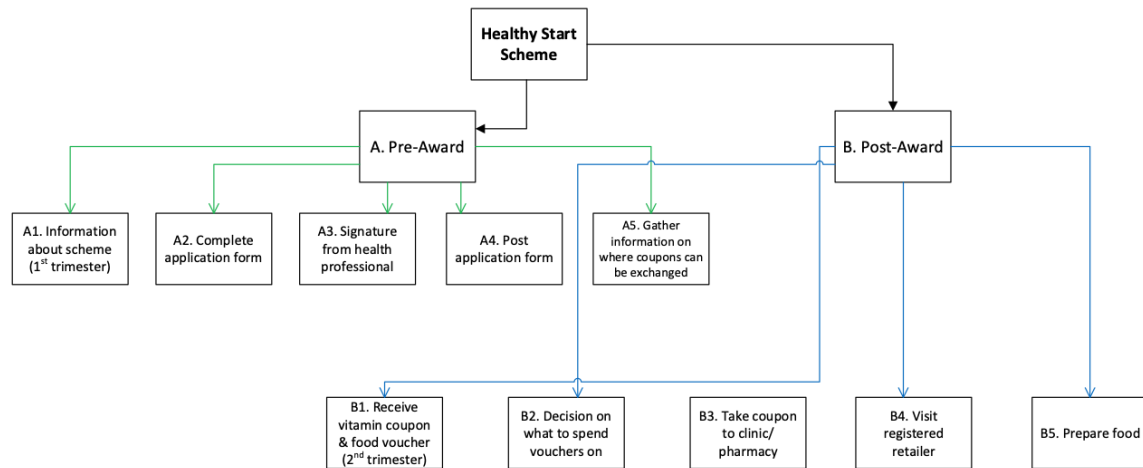 Healthy Start
Scheme
A. Pre-Award
B. Post-Award
A1. Information
about scheme
(1st trimester)
A2. Complete
application form
A3. Signature
from health
professional
A4. Post
application form
A5. Gather
information on
where coupons can
be exchanged
B1. Receive
vitamin coupon
& food voucher
(2nd trimester)
B2. Decision on
what to spend
vouchers on
B3. Take coupon
to clinic/
pharmacy
B4. Visit
registered
retailer
B5. Prepare food